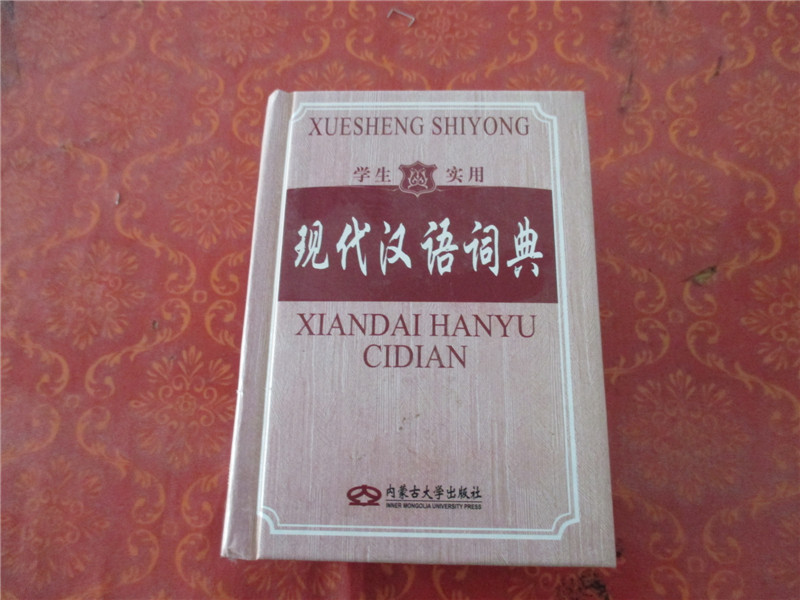 XUESHENG SHIYONG
学生 实用
现代汉语词典
XIANDAI HANYU
CIDIAN
内蒙古大学出版社
INNER MONGOLIA UNIVERSITY PRESS